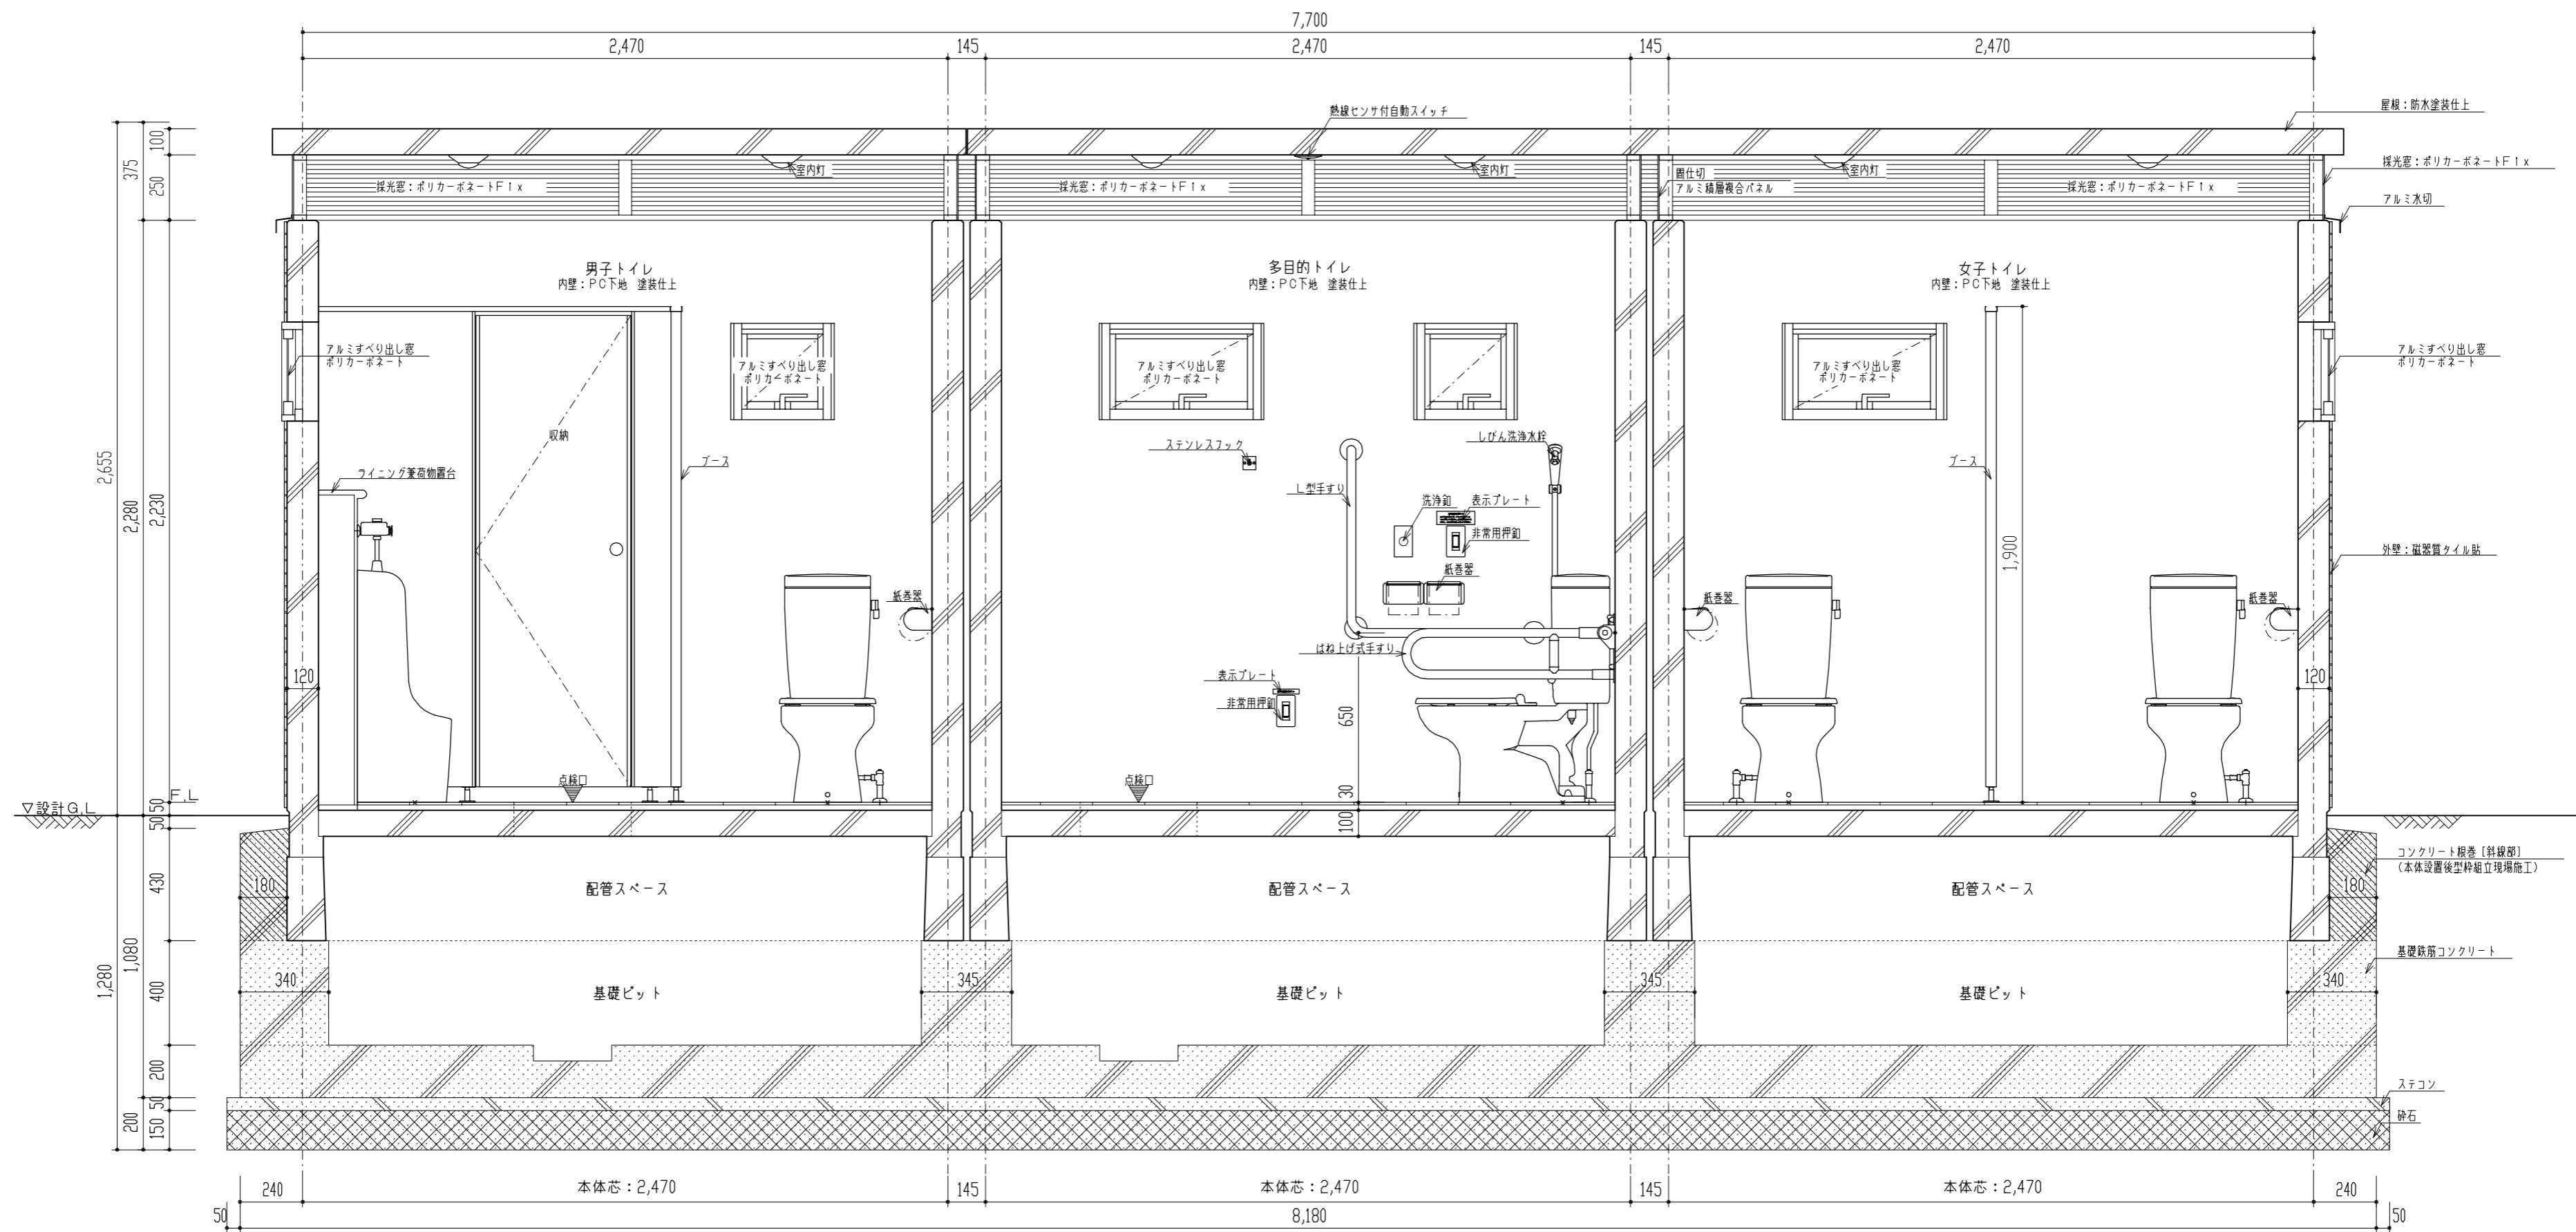 7,700
2,470
145
2,470
145
2,470
熱線センサ付自動スイッチ
屋根：防水塗装仕上
100
375
250
採光窓：ポリカーボネートFix
室内灯
採光窓：ポリカーボネートFix
室内灯
間仕切
アルミ積層複合パネル
室内灯
採光窓：ポリカーボネートFix
採光窓：ポリカーボネートFix
アルミ水切
男子トイレ
内壁：PC下地 塗装仕上
多目的トイレ
内壁：PC下地 塗装仕上
女子トイレ
内壁：PC下地 塗装仕上
アルミすべり出し窓
ポリカーボネート
アルミすべり出し窓
ポリカーボネート
アルミすべり出し窓
ポリカーボネート
アルミすべり出し窓
ポリカーボネート
アルミすべり出し窓
ポリカーボネート
収納
ステンレスフック
しびん洗浄水栓
ブース
ブース
ライニング兼荷物置台
L型手すり
洗浄釦
表示プレート
非常用押釦
2,655
2,280
2,230
1,900
外壁：磁器質タイル貼
紙巻器
紙巻器
紙巻器
紙巻器
はね上げ式手すり
120
表示プレート
非常用押釦
650
120
点検口
点検口
▽設計G.L
F.L
50
50
30
100
コンクリート根巻［斜線部］
（本体設置後型枠組立現場施工）
180
配管スペース
配管スペース
配管スペース
180
430
1,080
1,280
基礎鉄筋コンクリート
340
345
345
340
400
基礎ピット
基礎ピット
基礎ピット
200
ステコン
50
200
150
砕石
240
本体芯：2,470
145
本体芯：2,470
145
本体芯：2,470
240
50
8,180
50